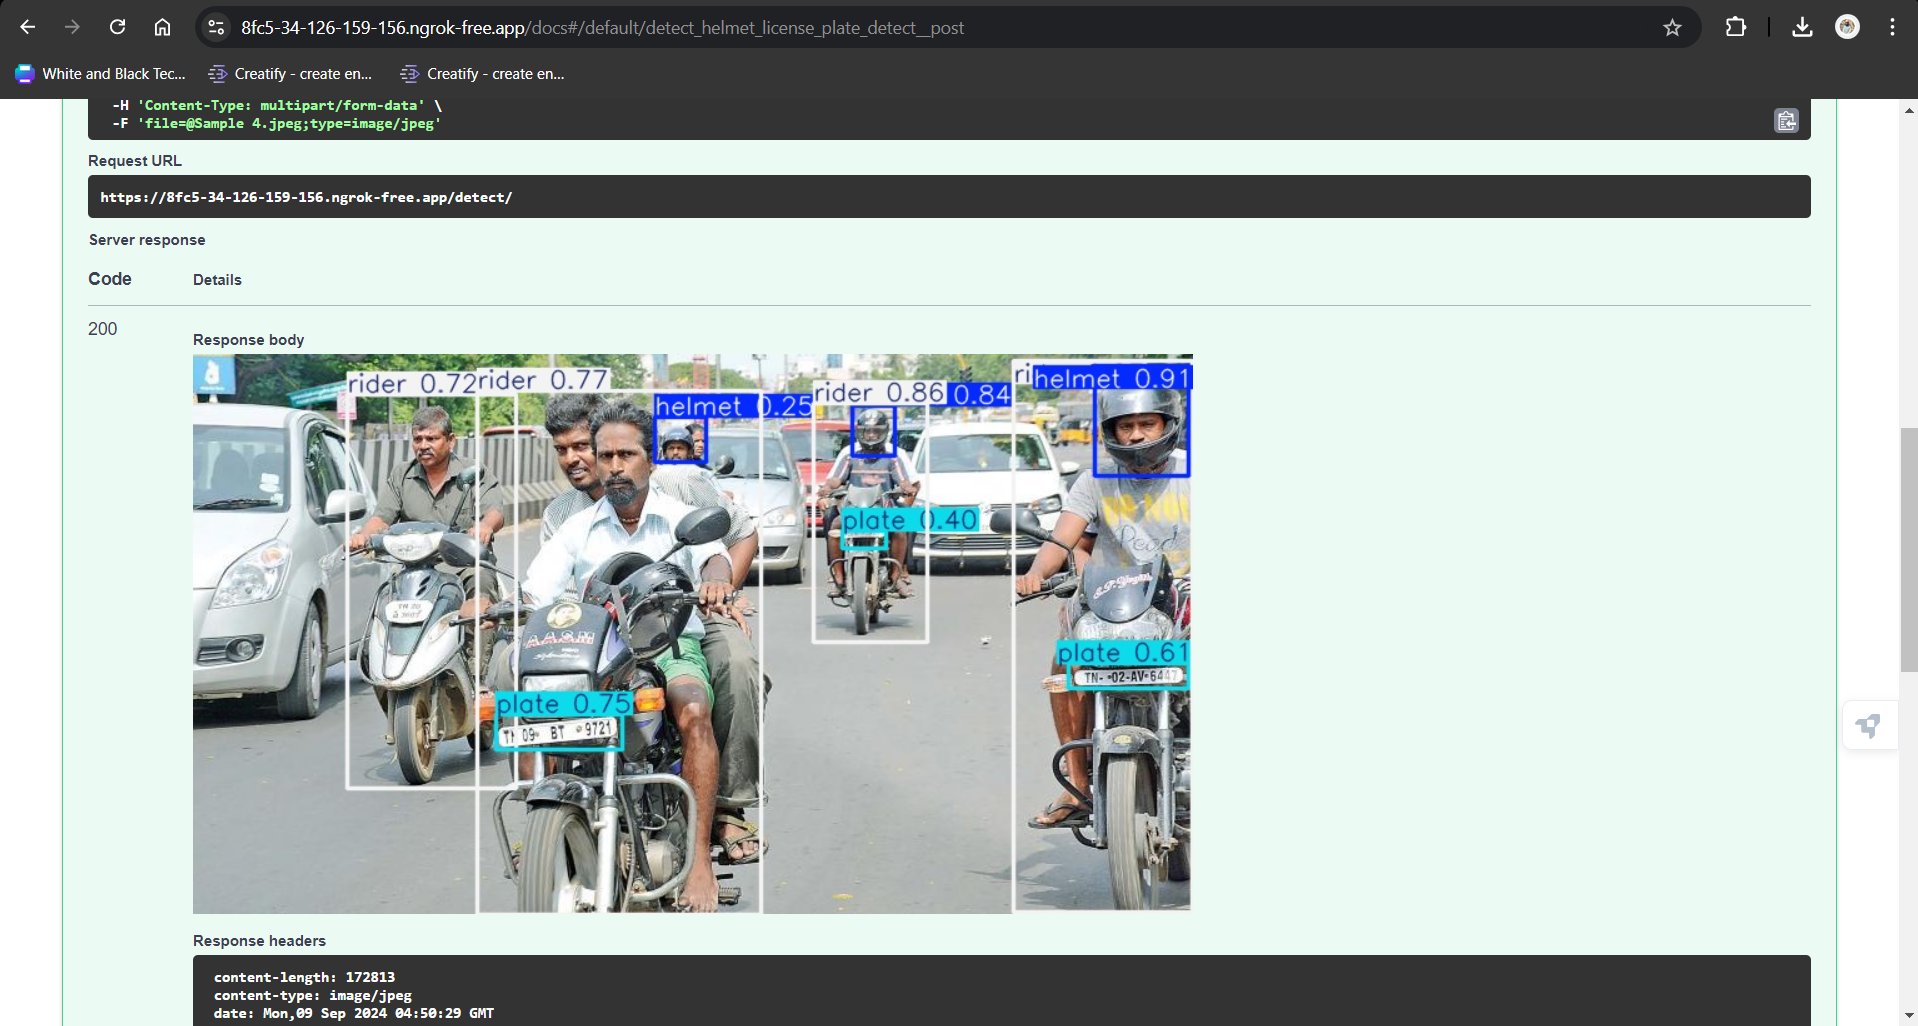 8fc5-34-126-159-156.ngrok-free.app/docs#/default/detect_helmet_license_plate_detect__post
White and Black Tec...
Creatify - create en...
Creatify - create en...
-H 'Content-Type: multipart/form-data' \
-F 'file=@Sample 4.jpeg;type=image/jpeg'
Request URL
https://8fc5-34-126-159-156.ngrok-free.app/detect/
Server response
Code
Details
200
Response body
rider 0.72
rider 0.77
helmet 0.25
rider 0.86
0.84
ri
helmet 0.91
plate 0.40
plate 0.61
TN-02-AV-6447
A.A.S.M
plate 0.75
TN 09 BT 9721
Response headers
content-length: 172813
content-type: image/jpeg
date: Mon,09 Sep 2024 04:50:29 GMT